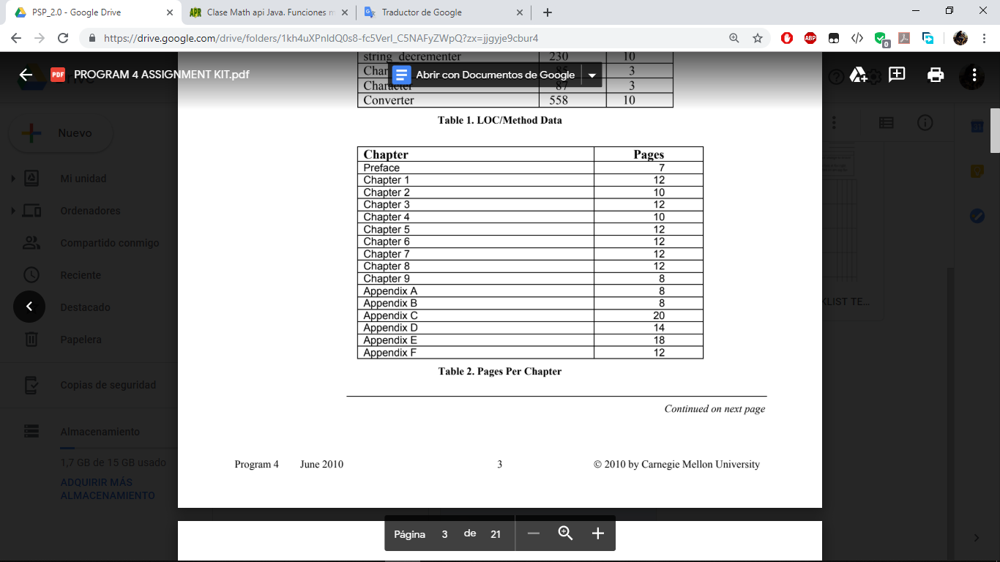 PSP_2.0 - Google Drive
Clase Math api Java. Funciones m
Traductor de Google
https://drive.google.com/drive/folders/1kh4uXPnIdQ0s8-fc5VerI_C5NAFyZWpQ?zx=jjgyje9cbur4
ABP
0
PDF PROGRAM 4 ASSIGNMENT KIT.pdf
Abrir con Documentos de Google
Nuevo
Mi unidad
Ordenadores
Compartido conmigo
Reciente
Destacado
Papelera
Copias de seguridad
Almacenamiento
1,7 GB de 15 GB usado
ADQUIRIR MÁS
ALMACENAMIENTO
string_decrementer 230 10
Char 85 3
Character 87 3
Converter 558 10
Table 1. LOC/Method Data
Chapter Pages
Preface 7
Chapter 1 12
Chapter 2 10
Chapter 3 12
Chapter 4 10
Chapter 5 12
Chapter 6 12
Chapter 7 12
Chapter 8 12
Chapter 9 8
Appendix A 8
Appendix B 8
Appendix C 20
Appendix D 14
Appendix E 18
Appendix F 12
Table 2. Pages Per Chapter
Continued on next page
Program 4 June 2010 3 © 2010 by Carnegie Mellon University
KLIST TE...
Página 3 de 21